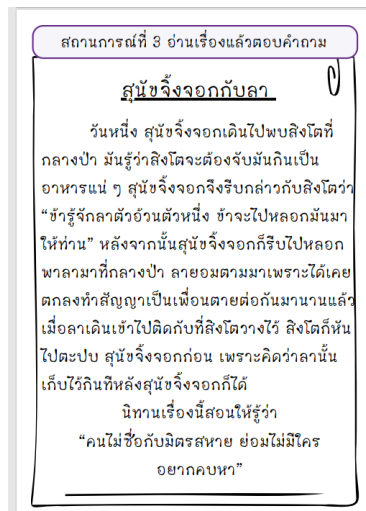 สถานการณ์ที่ 3 อ่านเรื่องแล้วตอบคำถาม
สุนัขจิ้งจอกกับลา
วันหนึ่ง สุนัขจิ้งจอกเดินไปพบสิงโตที่
กลางป่า มันรู้ว่าสิงโตจะต้องจับมันกินเป็น
อาหารแน่ ๆ สุนัขจิ้งจอกจึงรีบกล่าวกับสิงโตว่า
“ข้ารู้จักลาตัวอ้วนตัวหนึ่ง ข้าจะไปหลอกมันมา
ให้ท่าน” หลังจากนั้นสุนัขจิ้งจอกก็รีบไปหลอก
พาลามาที่กลางป่า ลายอมตามมาเพราะได้เคย
ตกลงทำสัญญาเป็นเพื่อนตายต่อกันมานานแล้ว
เมื่อลาเดินเข้าไปติดกับที่สิงโตวางไว้ สิงโตก็หัน
ไปตะปบ สุนัขจิ้งจอกก่อน เพราะคิดว่าลานั้น
เก็บไว้กินทีหลังสุนัขจิ้งจอกก็ได้
นิทานเรื่องนี้สอนให้รู้ว่า
“คนไม่ซื่อกับมิตรสหาย ย่อมไม่มีใคร
อยากคบหา”